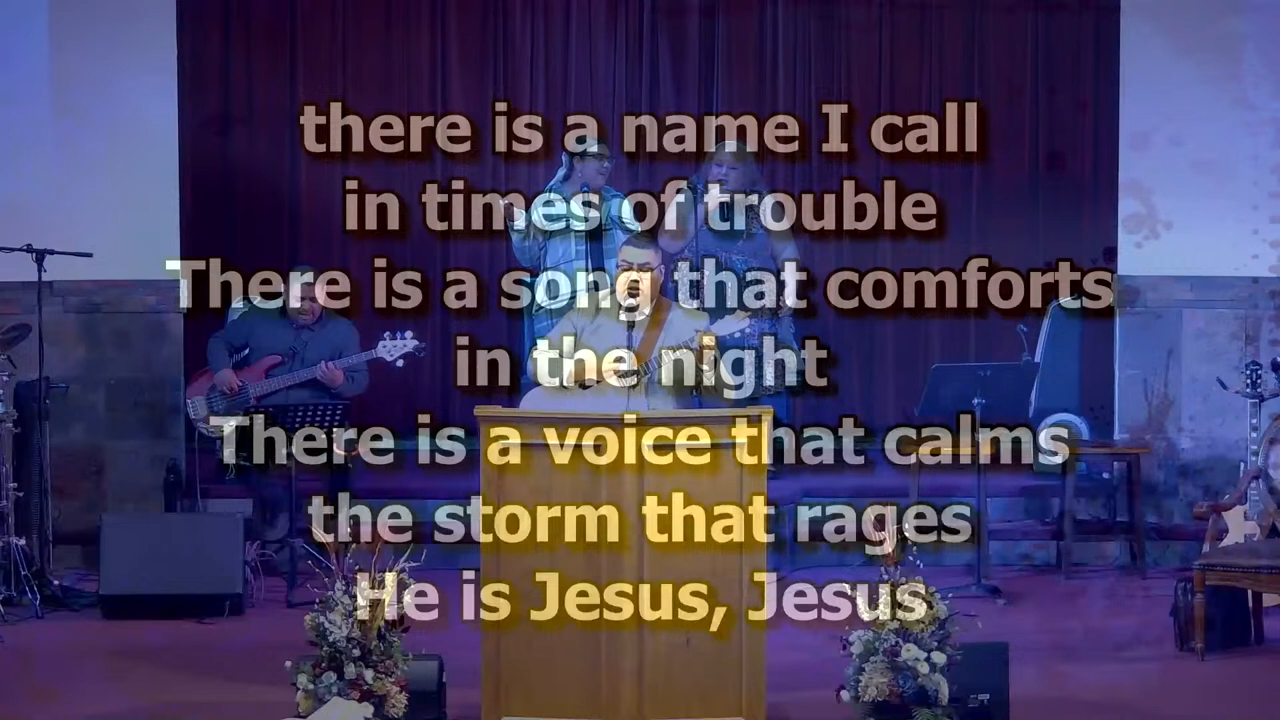 there is a name I call
in times of trouble
There is a song that comforts
in the night
There is a voice that calms
the storm that rages
He is Jesus, Jesus